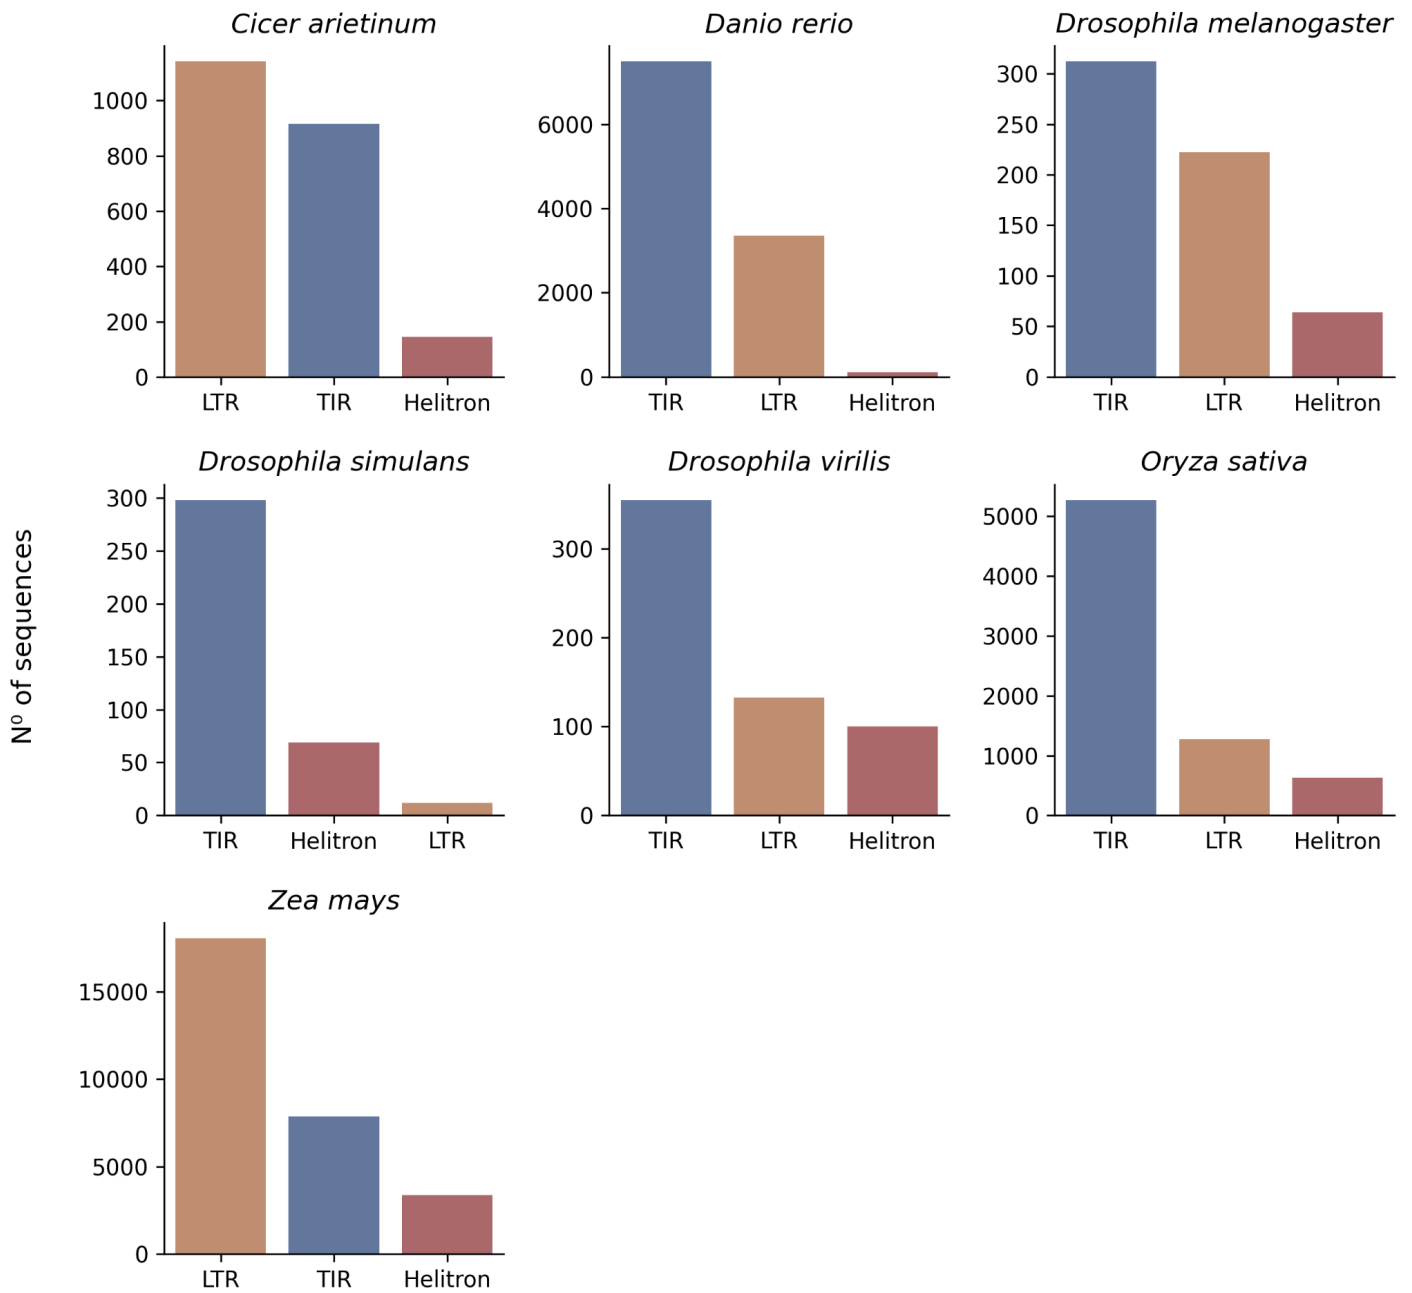 Cicer arietinum
Danio rerio
Drosophila melanogaster
1000
800
600
400
200
0
LTR TIR Helitron
6000
4000
2000
0
TIR LTR Helitron
300
250
200
150
100
50
0
TIR LTR Helitron
Nº of sequences
Drosophila simulans
Drosophila virilis
Oryza sativa
300
250
200
150
100
50
0
TIR Helitron LTR
300
200
100
0
TIR LTR Helitron
5000
4000
3000
2000
1000
0
TIR LTR Helitron
Zea mays
15000
10000
5000
0
LTR TIR Helitron